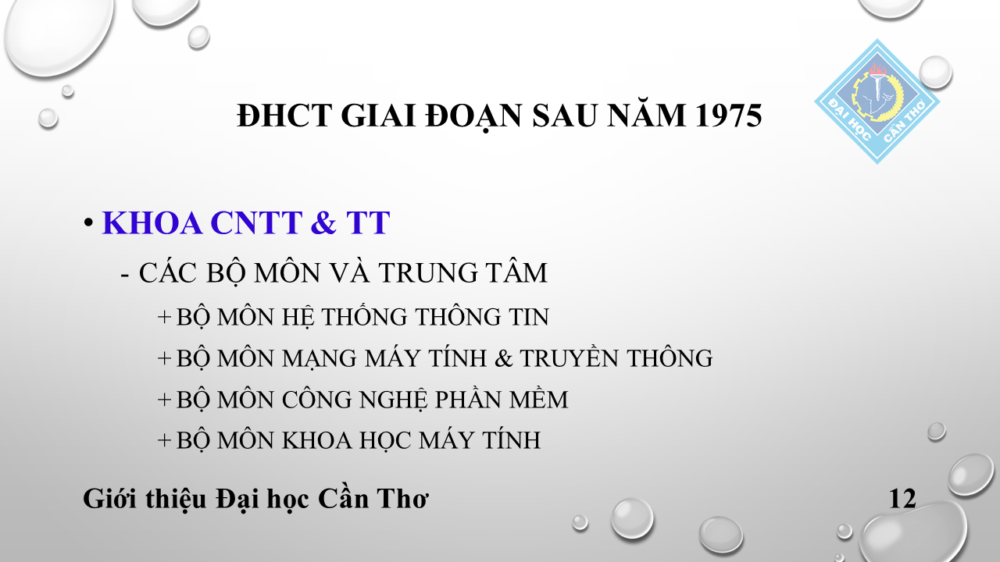 ĐHCT GIAI ĐOẠN SAU NĂM 1975
ĐẠI HỌC CẦN THƠ
• KHOA CNTT & TT
- CÁC BỘ MÔN VÀ TRUNG TÂM
+ BỘ MÔN HỆ THỐNG THÔNG TIN
+ BỘ MÔN MẠNG MÁY TÍNH & TRUYỀN THÔNG
+ BỘ MÔN CÔNG NGHỆ PHẦN MỀM
+ BỘ MÔN KHOA HỌC MÁY TÍNH
Giới thiệu Đại học Cần Thơ 12